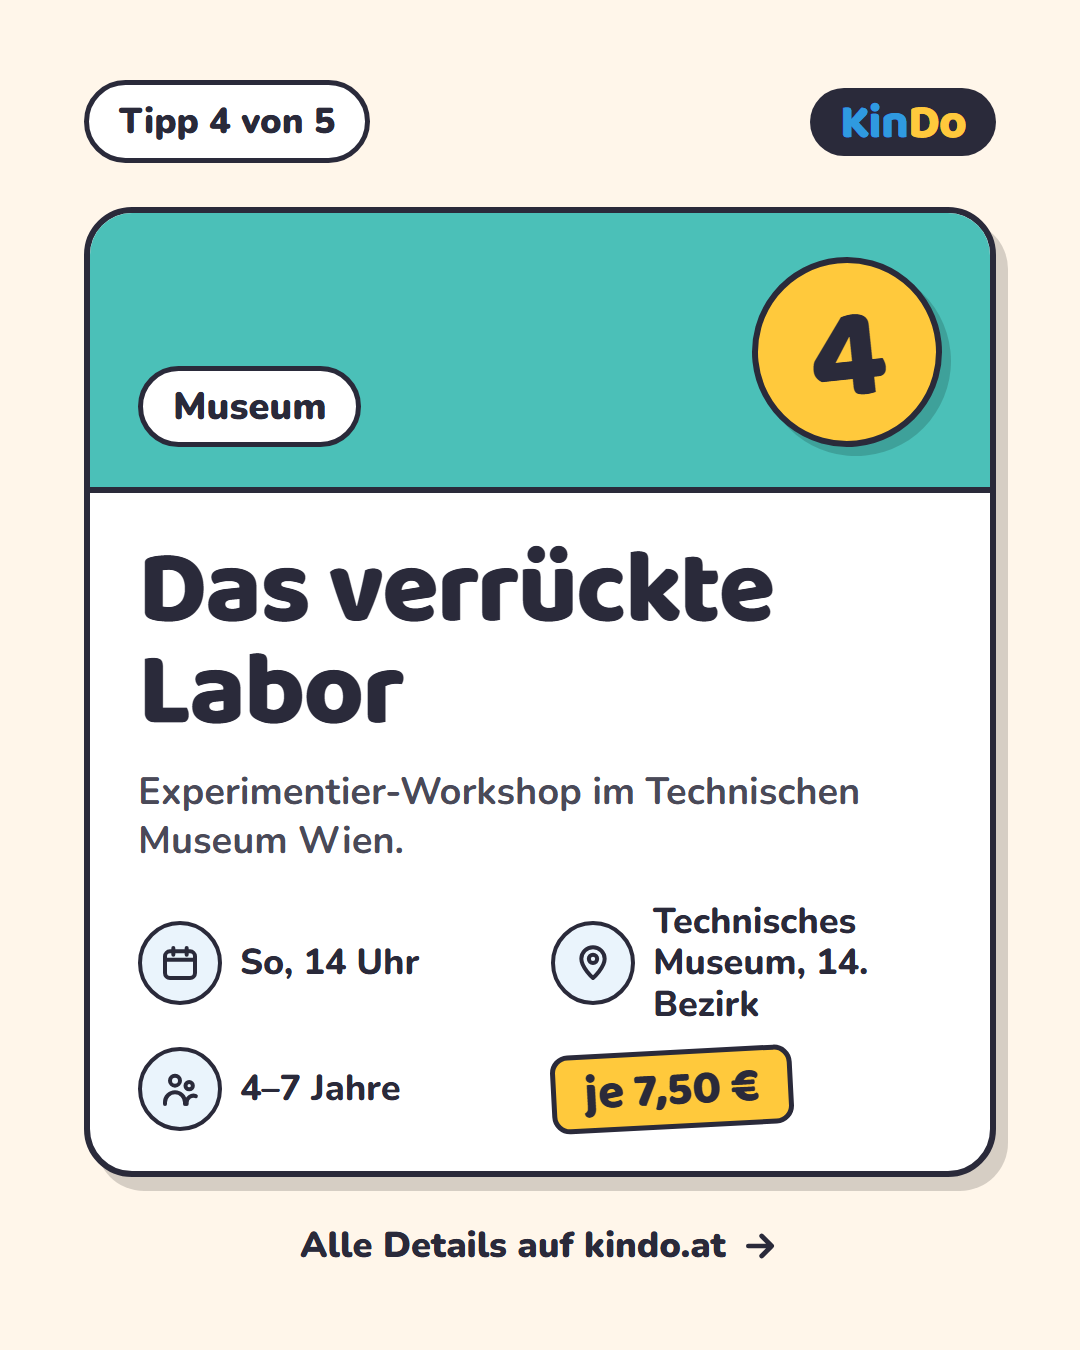 Tipp 4 von 5
KinDo
4
Museum
Das verrückte
Labor
Experimentier-Workshop im Technischen
Museum Wien.
So, 14 Uhr
Technisches
Museum, 14.
Bezirk
4–7 Jahre
je 7,50 €
Alle Details auf kindo.at →